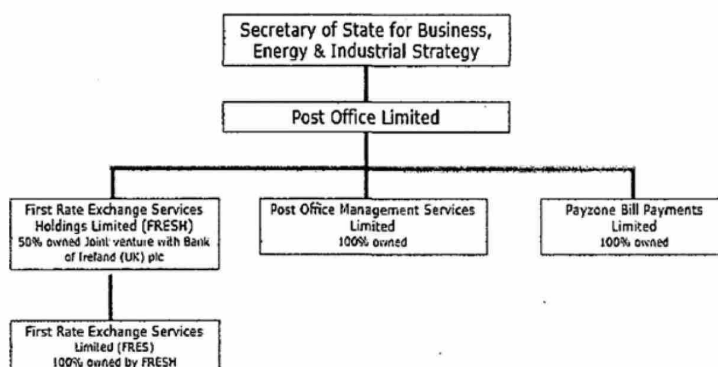 Secretary of State for Business,
Energy & Industrial Strategy
Post Office Limited
First Rate Exchange Services
Holdings Limited (FRESH)
50% owned Joint venture with Bank
of Ireland (UK) plc
Post Office Management Services
Limited
100% owned
Payzone Bill Payments
Limited
100% owned
First Rate Exchange Services
Limited (FRES)
100% owned by FRESH